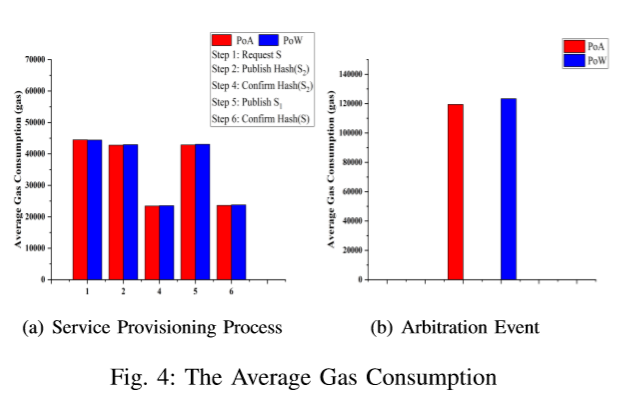 PoA PoW
Step 1: Request S
Step 2: Publish Hash(S2)
Step 4: Confirm Hash(S2)
Step 5: Publish S1
Step 6: Confirm Hash(S)
Average Gas Consumption (gas)
70000
60000
50000
40000
30000
20000
10000
0
1 2 4 5 6
(a) Service Provisioning Process
PoA
PoW
Average Gas Consumption (gas)
140000
120000
100000
80000
60000
40000
20000
0
(b) Arbitration Event
Fig. 4: The Average Gas Consumption